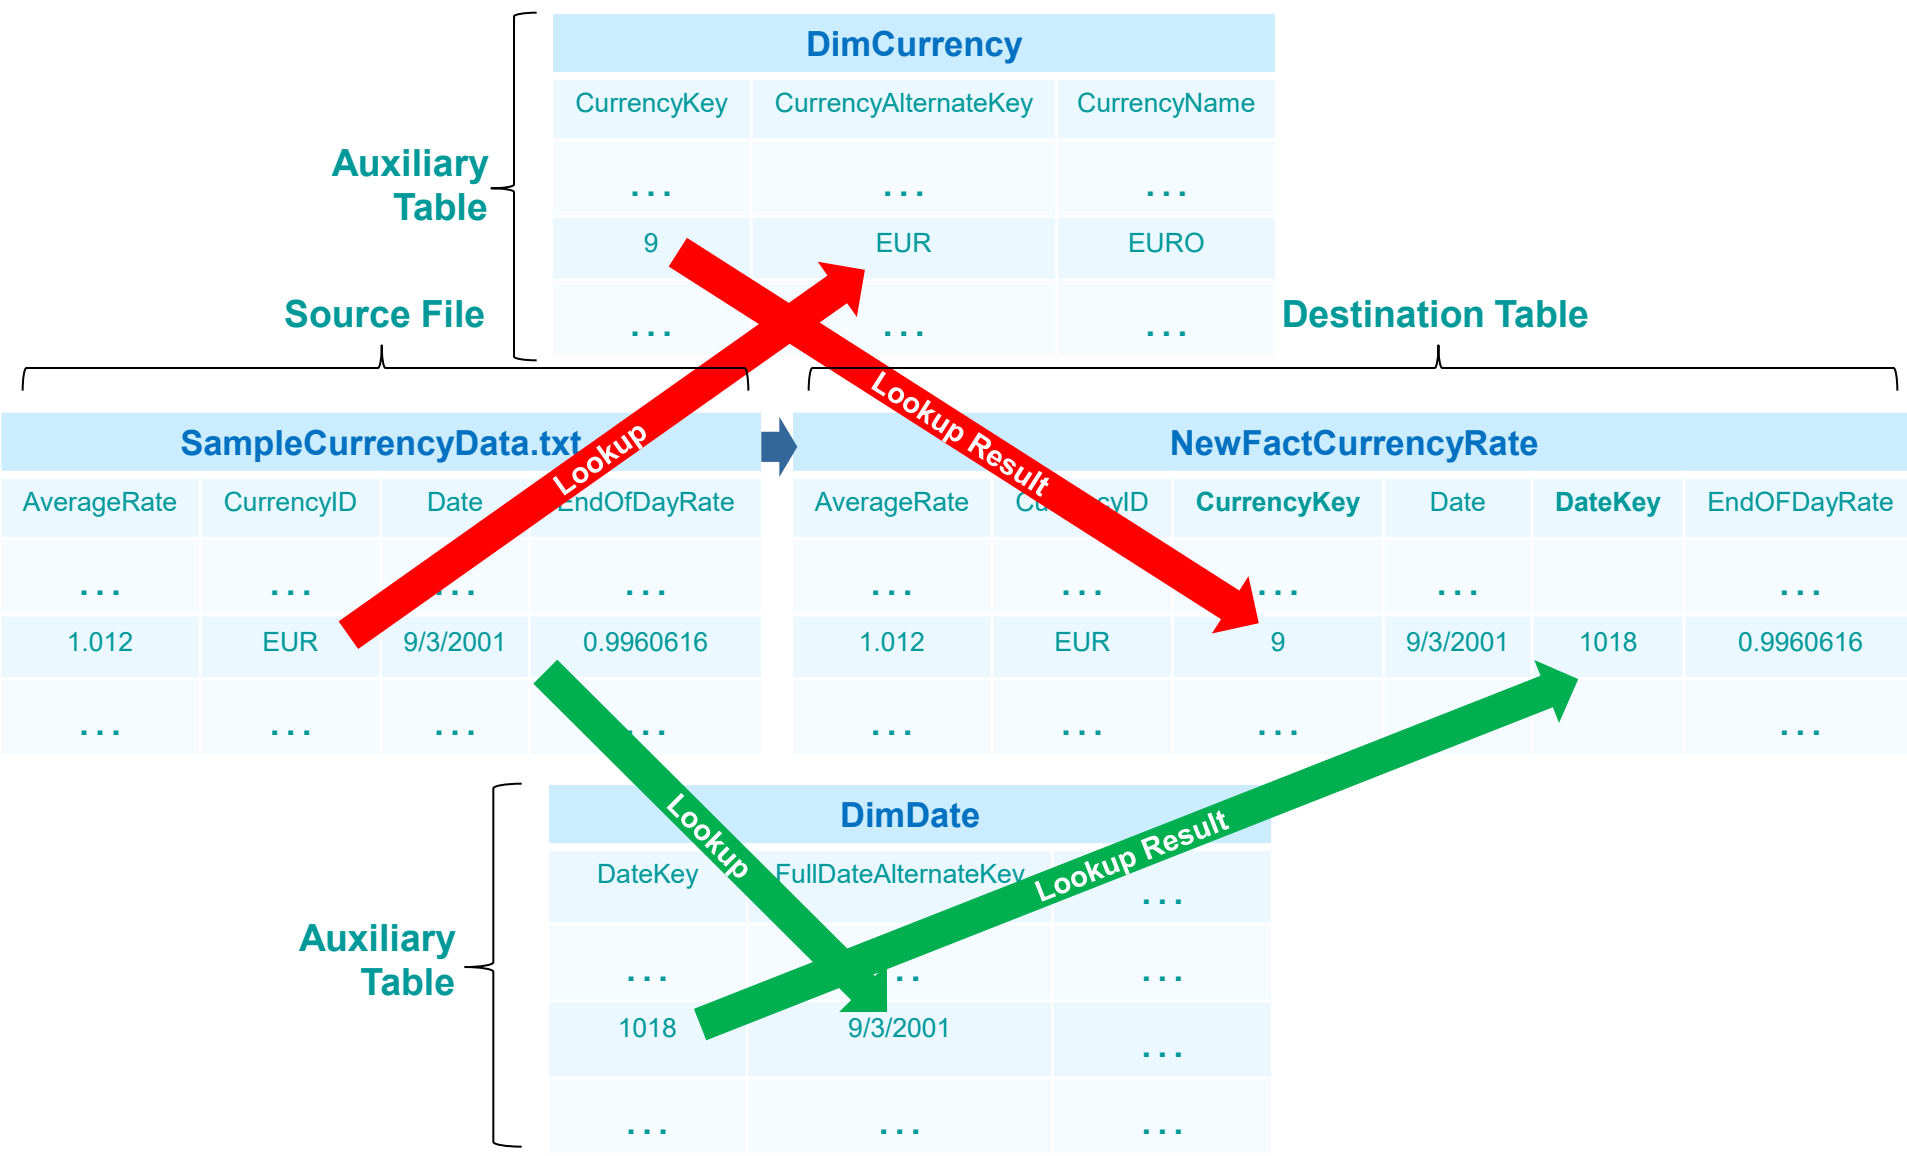 DimCurrency
CurrencyKey CurrencyAlternateKey CurrencyName
... ... ...
9 EUR EURO
... ... ...
Auxiliary
Table
Source File
Destination Table
Lookup
Lookup Result
SampleCurrencyData.txt
AverageRate CurrencyID Date EndOfDayRate
... ... ... ...
1.012 EUR 9/3/2001 0.9960616
... ... ... ...
NewFactCurrencyRate
AverageRate CurrencyID CurrencyKey Date DateKey EndOFDayRate
... ... ... ... ...
1.012 EUR 9 9/3/2001 1018 0.9960616
... ... ... ...
Lookup
Lookup Result
DimDate
DateKey FullDateAlternateKey ...
... ... ...
1018 9/3/2001 ...
... ... ...
Auxiliary
Table